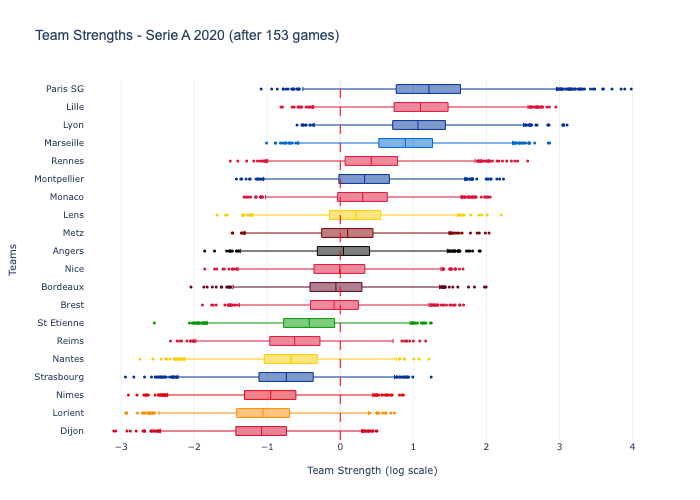 Team Strengths - Serie A 2020 (after 153 games)
Teams
Paris SG
Lille
Lyon
Marseille
Rennes
Montpellier
Monaco
Lens
Metz
Angers
Nice
Bordeaux
Brest
St Etienne
Reims
Nantes
Strasbourg
Nimes
Lorient
Dijon
−3 −2 −1 0 1 2 3 4
Team Strength (log scale)